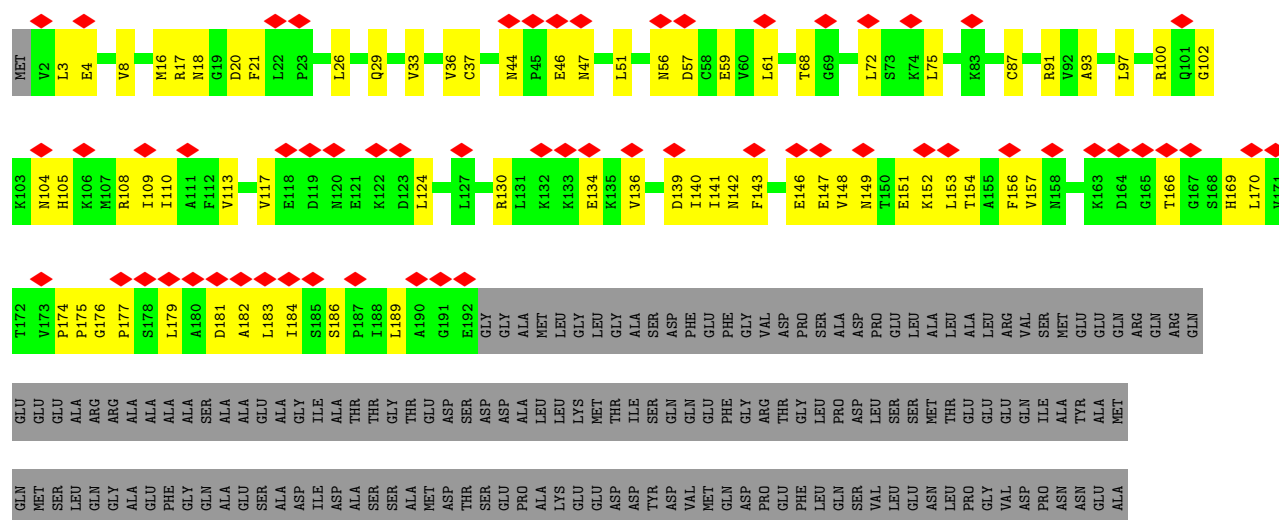 MET V2 L3 E4 V8 M16 R17 N18 G19 D20 F21 L22 P23 L26 Q29 V33 V36 C37 N44 P45 E46 N47 L51 N56 D57 C58 E59 V60 L61 T68 G69 L72 S73 K74 L75 K83 C87 R91 V92 A93 L97 R100 Q101 G102
K103 N104 H105 K106 M107 R108 I109 I110 A111 F112 V113 V117 E118 D119 N120 E121 K122 D123 L124 L127 R130 L131 K132 K133 E134 K135 V136 D139 I140 I141 N142 F143 E146 E147 V148 N149 T150 E151 K152 L153 T154 A155 F156 V157 N158 K163 D164 G165 T166 G167 S168 H169 L170 V171
T172 V173 P174 P175 G176 P177 S178 L179 A180 D181 A182 L183 I184 S185 S186 P187 I188 L189 A190 G191 E192 GLY GLY ALA MET LEU GLY LEU GLY ALA SER ASP PHE GLU PHE GLY VAL ASP PRO SER ALA ASP PRO GLU LEU ALA LEU ALA LEU ARG VAL SER MET GLU GLU GLN ARG GLN ARG GLN
GLU GLU GLU ALA ARG ARG ALA ALA ALA ALA SER ALA ALA GLU ALA GLY ILE ALA THR THR GLY THR GLU ASP SER ASP ASP ALA LEU LEU LYS MET THR ILE SER GLN GLN GLU PHE GLY ARG THR GLY LEU PRO ASP LEU SER SER MET THR GLU GLU GLU GLN ILE ALA TYR ALA MET
GLN MET SER LEU GLN GLY ALA GLU PHE GLY GLN ALA GLU SER ALA ASP ILE ASP ALA SER SER ALA MET ASP THR SER GLU PRO ALA LYS GLU GLU ASP ASP TYR ASP VAL MET GLN ASP PRO GLU PHE LEU GLN SER VAL LEU GLU ASN LEU PRO GLY VAL ASP PRO ASN ASN GLU ALA